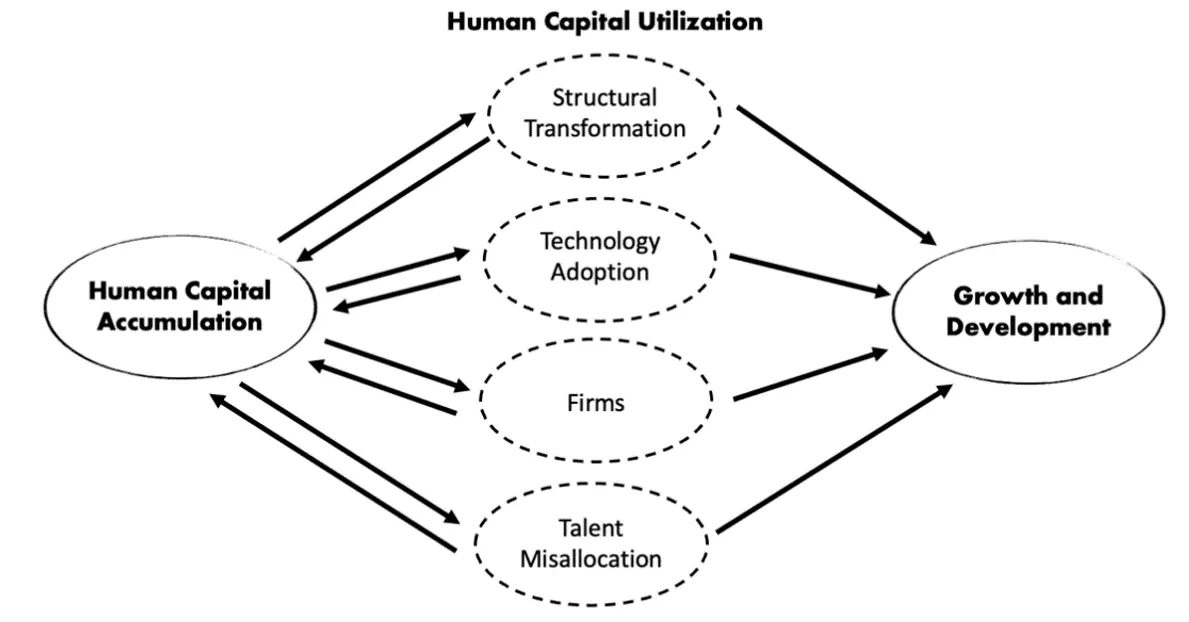 Human Capital Utilization
Structural
Transformation
Technology
Adoption
Human Capital
Accumulation
Growth and
Development
Firms
Talent
Misallocation